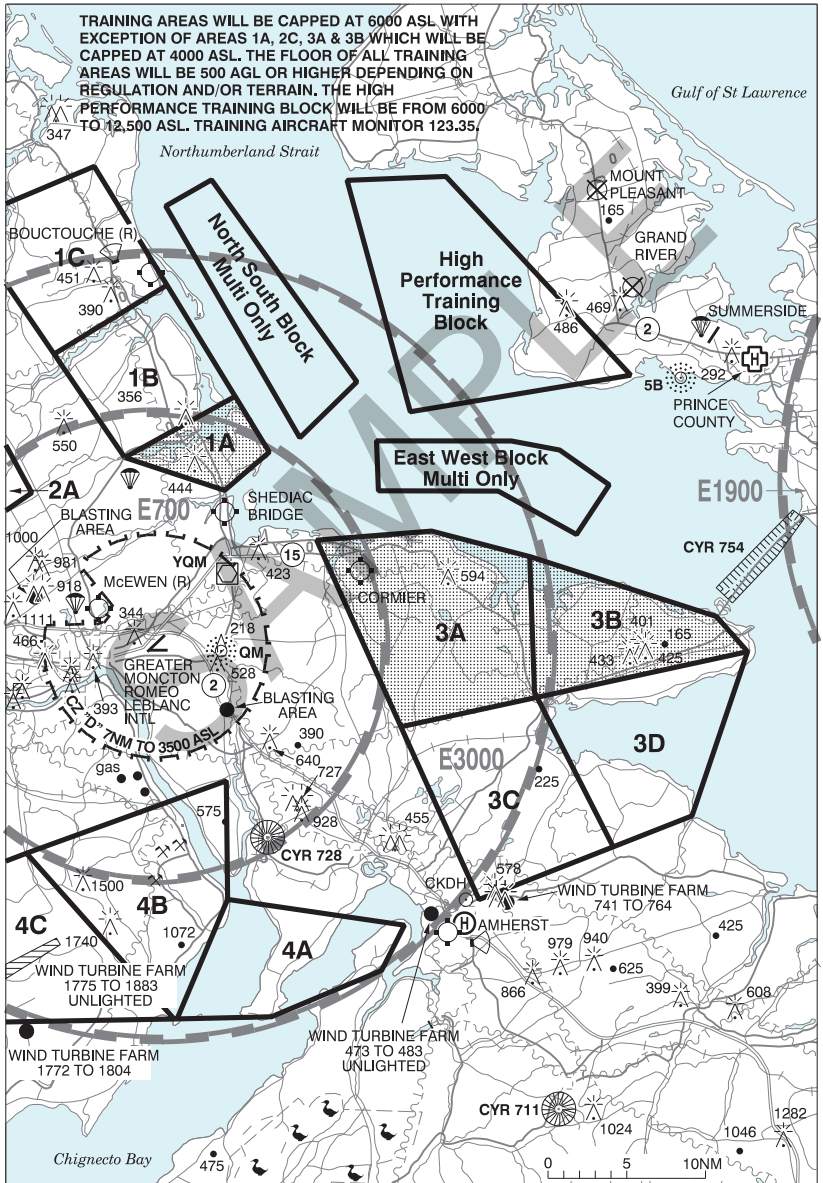 TRAINING AREAS WILL BE CAPPED AT 6000 ASL WITH
EXCEPTION OF AREAS 1A, 2C, 3A & 3B WHICH WILL BE
CAPPED AT 4000 ASL. THE FLOOR OF ALL TRAINING
AREAS WILL BE 500 AGL OR HIGHER DEPENDING ON
REGULATION AND/OR TERRAIN. THE HIGH
PERFORMANCE TRAINING BLOCK WILL BE FROM 6000
TO 12,500 ASL. TRAINING AIRCRAFT MONITOR 123.35.
Gulf of St Lawrence
347
Northumberland Strait
MOUNT
PLEASANT
165
GRAND
RIVER
BOUCTOUCHE (R)
1C
451
390
North South Block
Multi Only
High
Performance
Training
Block
469
486
2
SUMMERSIDE
292
5B
PRINCE
COUNTY
1B
356
550
1A
444
2A
East West Block
Multi Only
E1900
BLASTING
AREA
E700
SHEDIAC
BRIDGE
CYR 754
1000
981
918
YQM
15
423
McEWEN (R)
CORMIER
594
3A
3B
401
165
433
425
1111
466
344
218
QM
528
GREATER
MONCTON
ROMEO
LEBLANC
INTL
2
393
BLASTING
AREA
CZ "D" 7NM TO 3500 ASL
390
640
3D
E3000
gas
727
225
3C
575
928
455
CYR 728
578
CKDH
WIND TURBINE FARM
741 TO 764
1500
4B
4C
1740
1072
4A
H
AMHERST
425
979
940
625
866
399
608
WIND TURBINE FARM
1775 TO 1883
UNLIGHTED
WIND TURBINE FARM
1772 TO 1804
WIND TURBINE FARM
473 TO 483
UNLIGHTED
CYR 711
1024
1282
1046
Chignecto Bay
475
0 5 10NM
SAMPLE